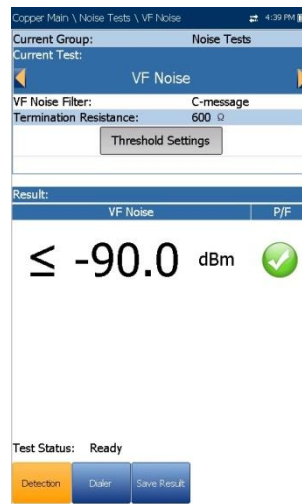 Copper Main \ Noise Tests \ VF Noise 4:39 PM
Current Group: Noise Tests
Current Test:
VF Noise
VF Noise Filter: C-message
Termination Resistance: 600 Ω
Threshold Settings
Result:
VF Noise P/F
≤ -90.0 dBm
Test Status: Ready
Detection Dialer Save Result